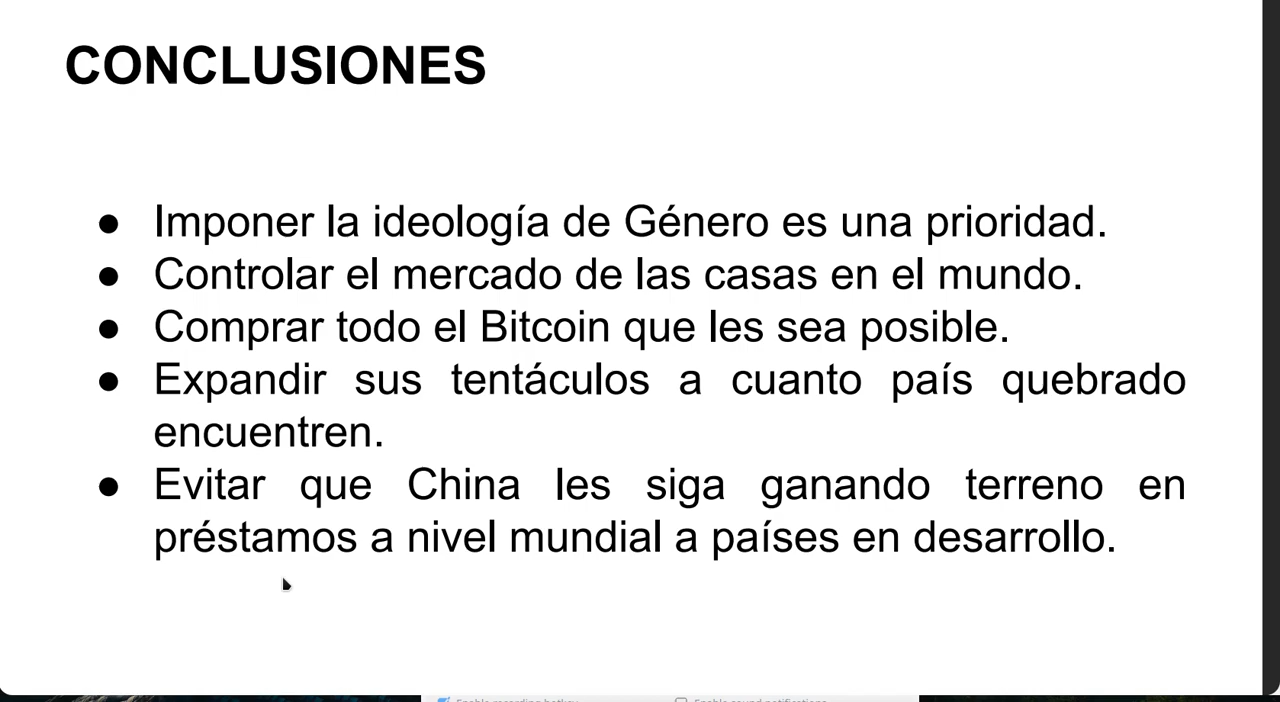 CONCLUSIONES
● Imponer la ideología de Género es una prioridad.
● Controlar el mercado de las casas en el mundo.
● Comprar todo el Bitcoin que les sea posible.
● Expandir sus tentáculos a cuanto país quebrado
encuentren.
● Evitar que China les siga ganando terreno en
préstamos a nivel mundial a países en desarrollo.